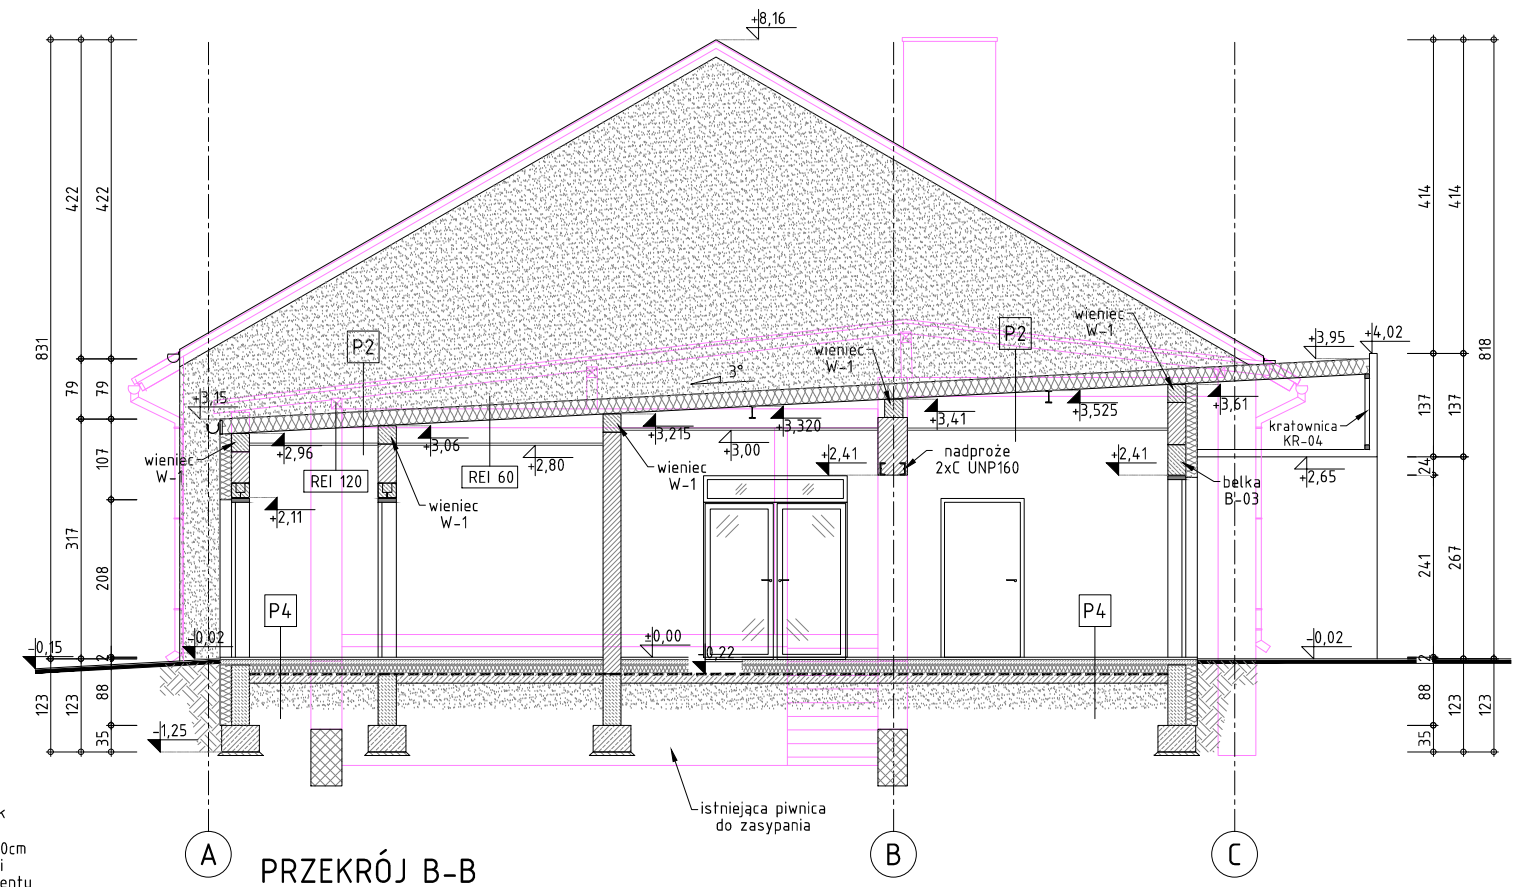 +8,16
422
422
831
79
79
107
317
208
2
88
123
123
35
414
414
818
137
137
24
241
267
2
88
123
123
35
P2
P2
wieniec
W-1
wieniec
W-1
+3,95
+4,02
3°
+3,15
+2,96
+3,06
+3,215
+3,320
+3,41
+3,525
+3,61
+3,00
+2,80
+2,41
+2,41
+2,65
+2,11
kratownica
KR-04
nadproże
2xC UNP160
wieniec
W-1
REI 120
REI 60
wieniec
W-1
wieniec
W-1
belka
B-03
P4
P4
-0,15
-0,02
±0,00
-0,22
-0,02
-1,25
istniejąca piwnica
do zasypania
k
0cm
i
entu
A
B
C
PRZEKRÓJ B-B